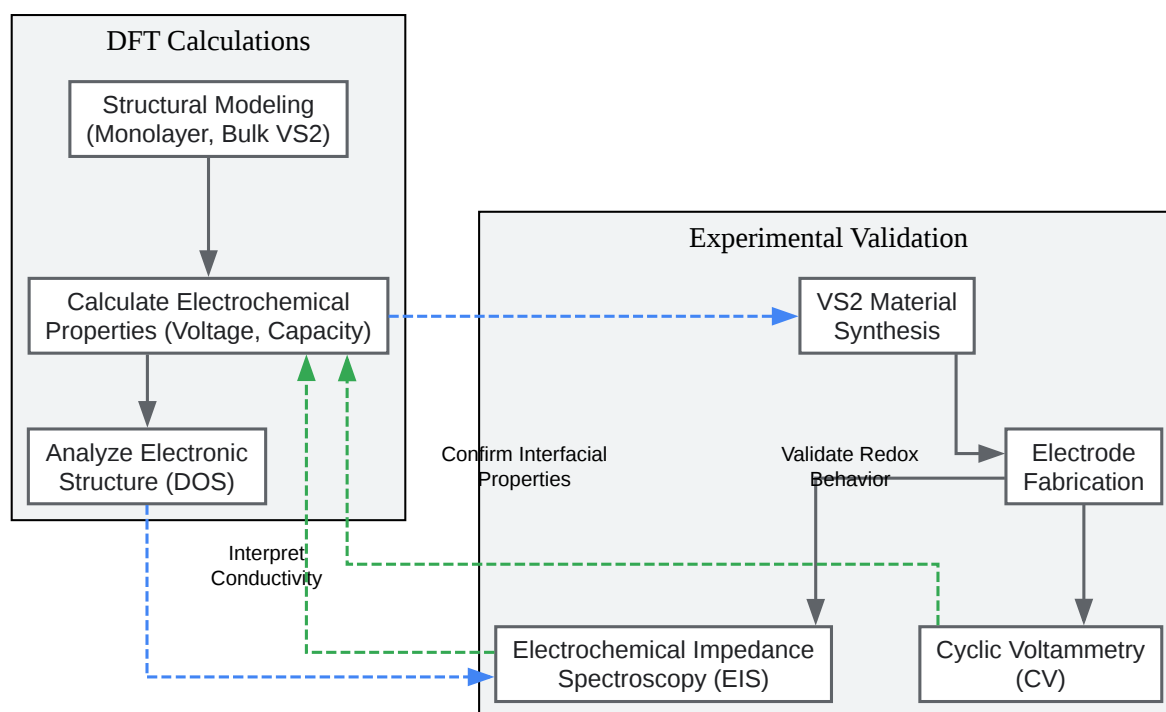 DFT Calculations
Structural Modeling
(Monolayer, Bulk VS2)
Experimental Validation
Calculate Electrochemical
Properties (Voltage, Capacity)
VS2 Material
Synthesis
Analyze Electronic
Structure (DOS)
Confirm Interfacial
Properties
Validate Redox
Behavior
Electrode
Fabrication
Interpret
Conductivity
Electrochemical Impedance
Spectroscopy (EIS)
Cyclic Voltammetry
(CV)